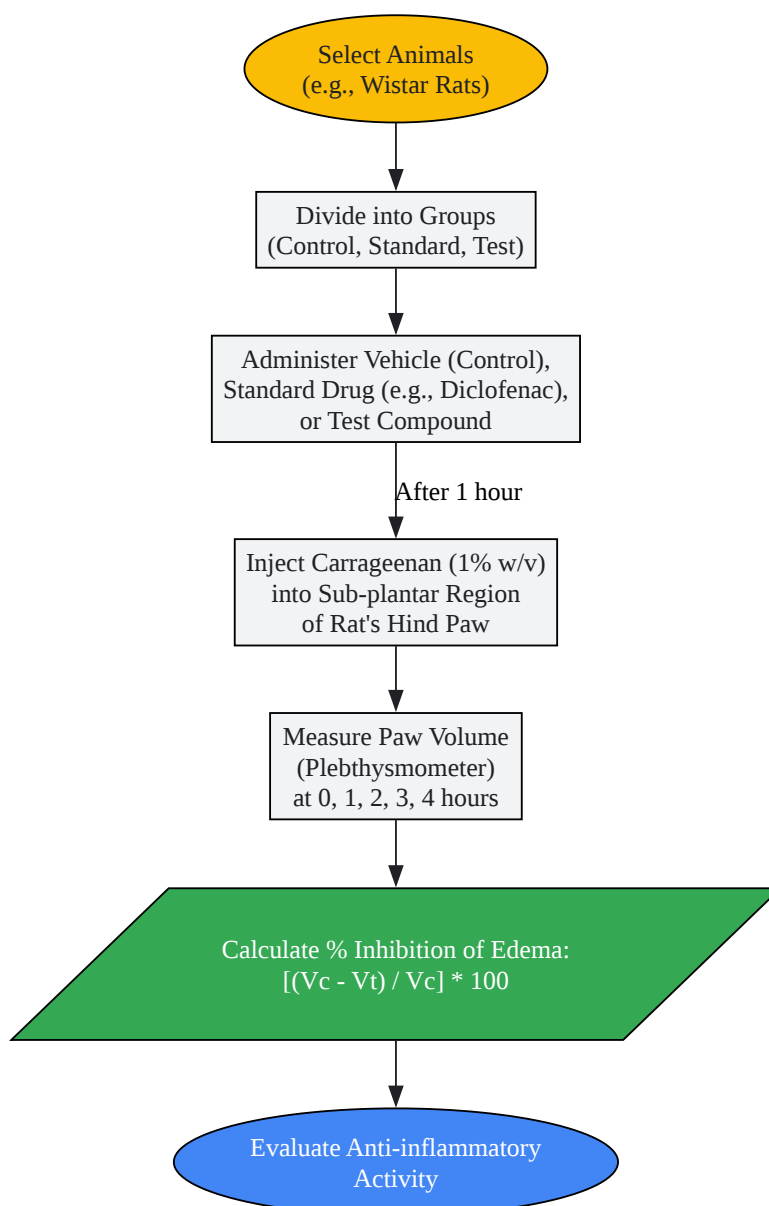 Select Animals
(e.g., Wistar Rats)
Divide into Groups
(Control, Standard, Test)
Administer Vehicle (Control),
Standard Drug (e.g., Diclofenac),
or Test Compound
After 1 hour
Inject Carrageenan (1% w/v)
into Sub-plantar Region
of Rat's Hind Paw
Measure Paw Volume
(Plebthysmometer)
at 0, 1, 2, 3, 4 hours
Calculate % Inhibition of Edema:
[(Vc - Vt) / Vc] * 100
Evaluate Anti-inflammatory
Activity